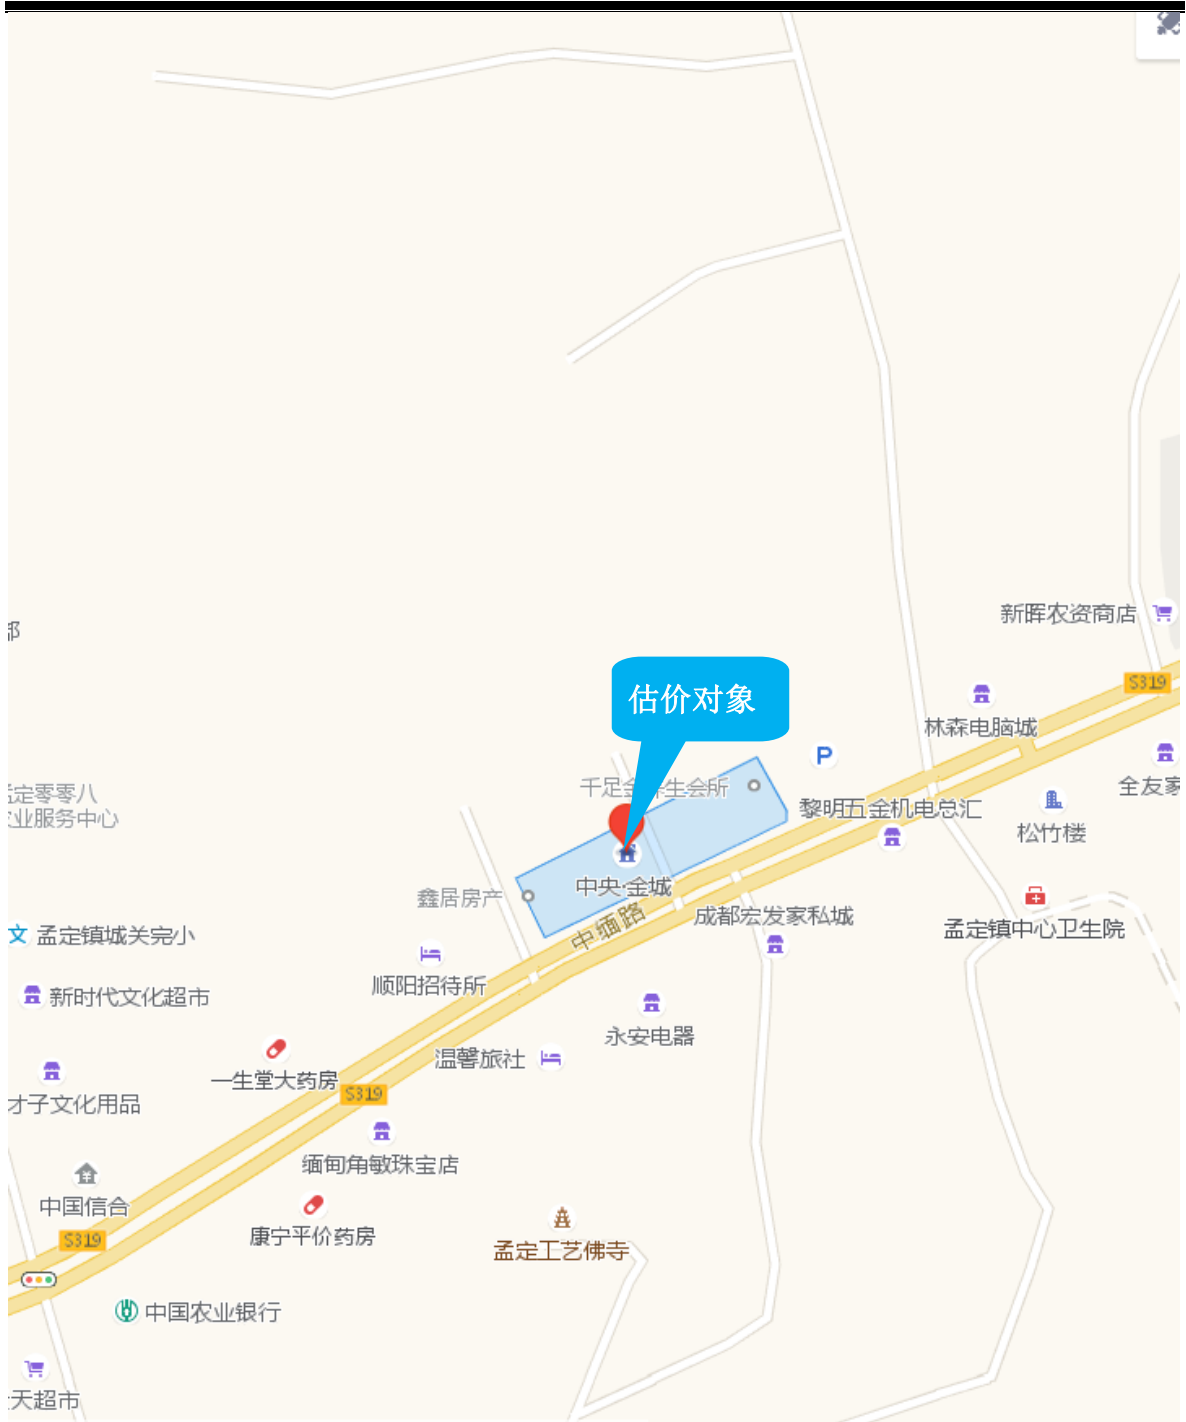 新晖农资商店
S319
估价对象
林森电脑城
P
千足金养生会所
全友家
定零零八
业服务中心
黎明五金机电总汇
松竹楼
中央·金城
鑫居房产
中缅路
成都宏发家私城
孟定镇中心卫生院
文 孟定镇城关完小
顺阳招待所
新时代文化超市
永安电器
温馨旅社
一生堂大药房
S319
才子文化用品
缅甸角敏珠宝店
中国信合
康宁平价药房
S319
孟定工艺佛寺
中国农业银行
天超市